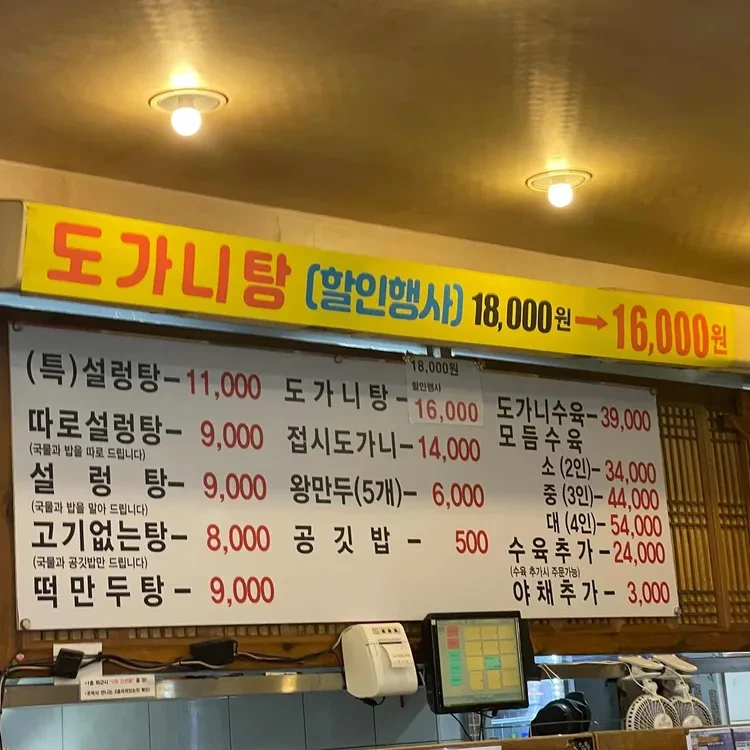 도가니탕 (할인행사) 18,000원→16,000원
(특)설렁탕-11,000
따로설렁탕- 9,000
(국물과 밥을 따로 드립니다)
설 렁 탕- 9,000
(국물과 밥을 말아 드립니다)
고기없는탕- 8,000
(국물과 공깃밥만 드립니다)
떡만두탕- 9,000
18,000원
할인행사
도가니탕- 16,000
접시도가니-14,000
왕만두(5개)- 6,000
공 깃 밥 - 500
도가니수육-39,000
모듬수육
소 (2인)-34,000
중 (3인)-44,000
대 (4인)-54,000
수육추가-24,000
(수육 추가시 주문가능)
야채추가- 3,000